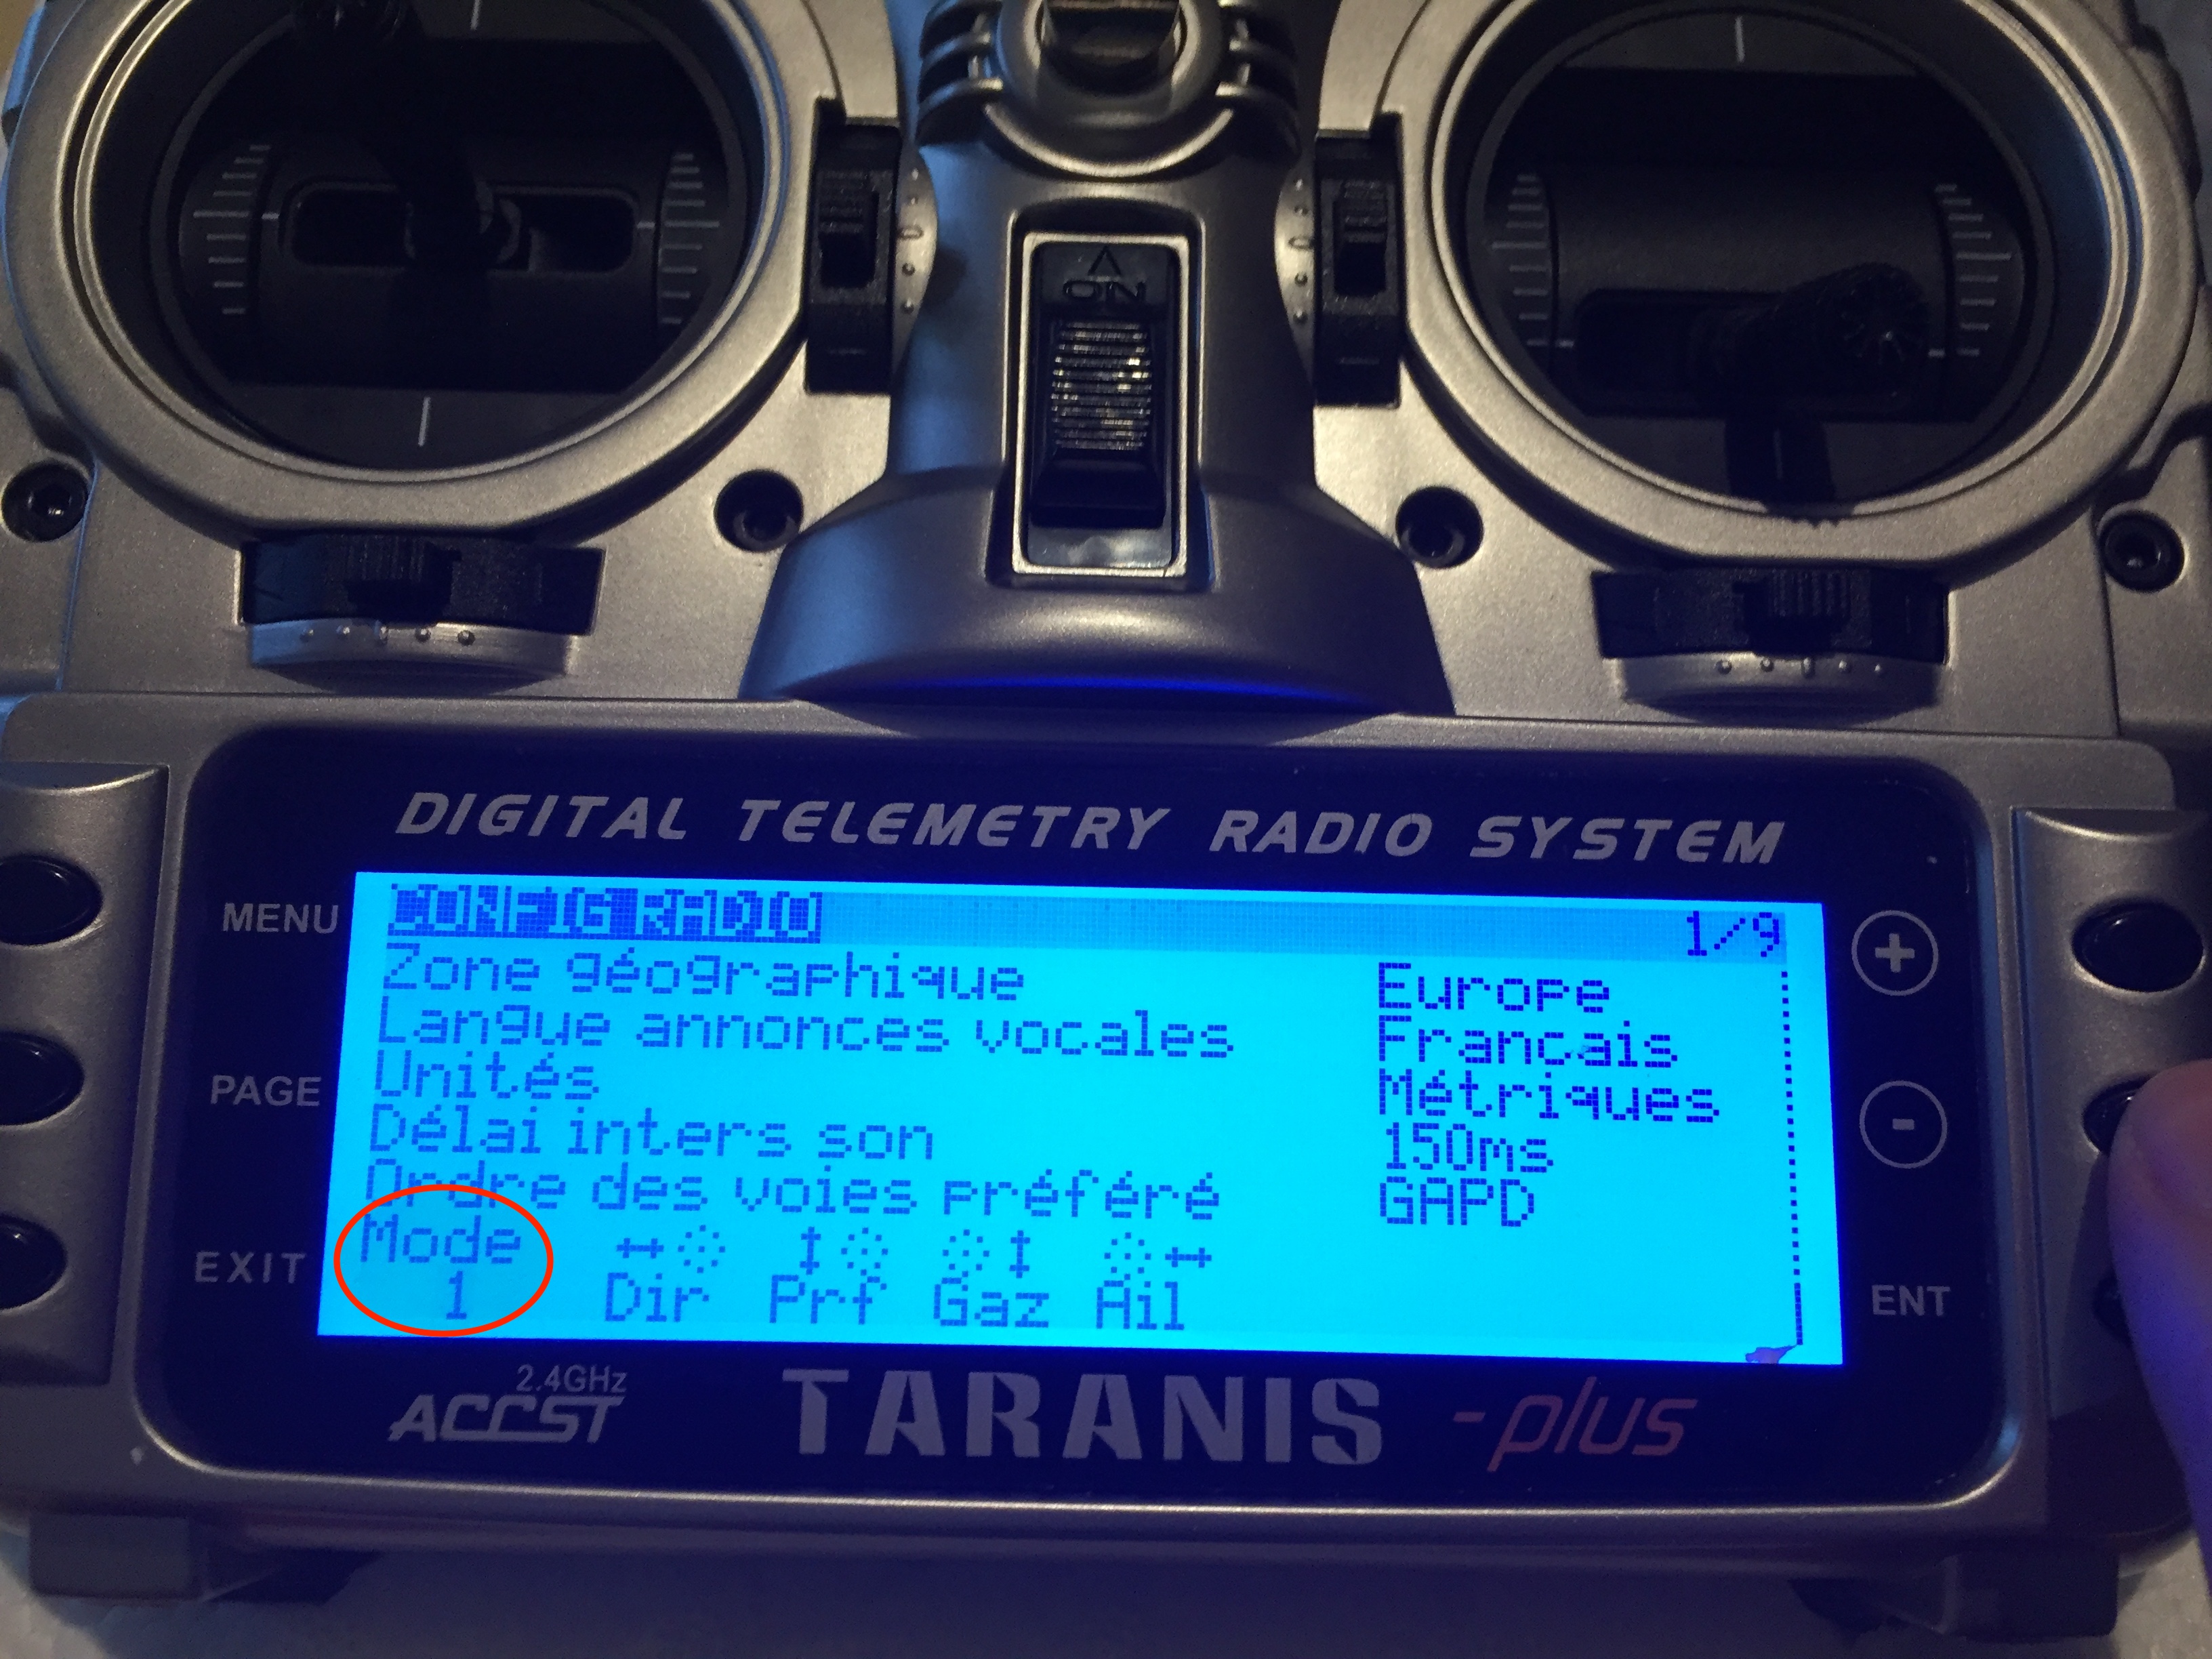 ON
DIGITAL TELEMETRY RADIO SYSTEM
MENU
PAGE
EXIT
CONFIG RADIO 1/9
Zone géographique Europe
Langue annonces vocales Francais
Unités Métriques
Délai inters son 150ms
Ordre des voies préféré GAPD
Mode
1 Dir Prf Gaz Ail
+
-
ENT
2.4GHz
ACCST
TARANIS -plus